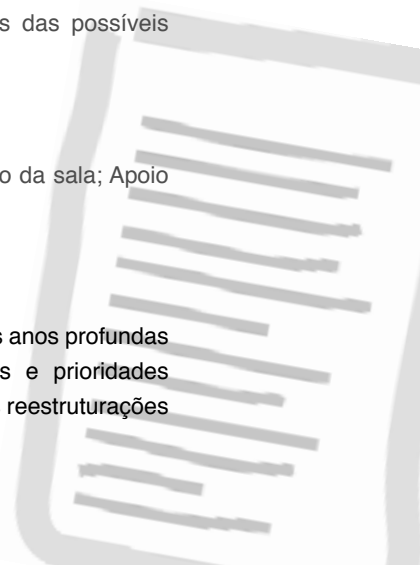 s das possíveis
o da sala; Apoio
s anos profundas
s e prioridades
reestruturações